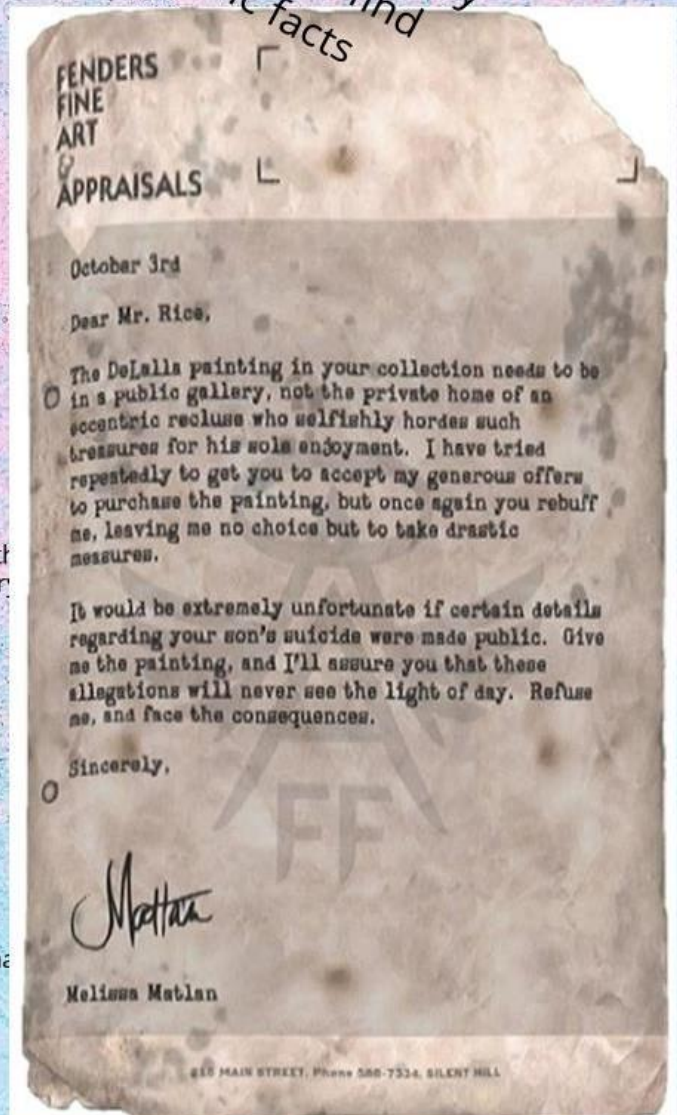 find
facts
FENDERS
FINE
ART
&
APPRAISALS
October 3rd
Dear Mr. Rice,
The DeLalla painting in your collection needs to be
in a public gallery, not the private home of an
eccentric recluse who selfishly hordes such
treasures for his sole enjoyment. I have tried
repeatedly to get you to accept my generous offers
to purchase the painting, but once again you rebuff
me, leaving me no choice but to take drastic
measures.
It would be extremely unfortunate if certain details
regarding your son's suicide were made public. Give
me the painting, and I'll assure you that these
allegations will never see the light of day. Refuse
me, and face the consequences.
Sincerely,
FF
Matlan
Melissa Matlan
MAIN STREET. Phone 7334. SILENT HILL